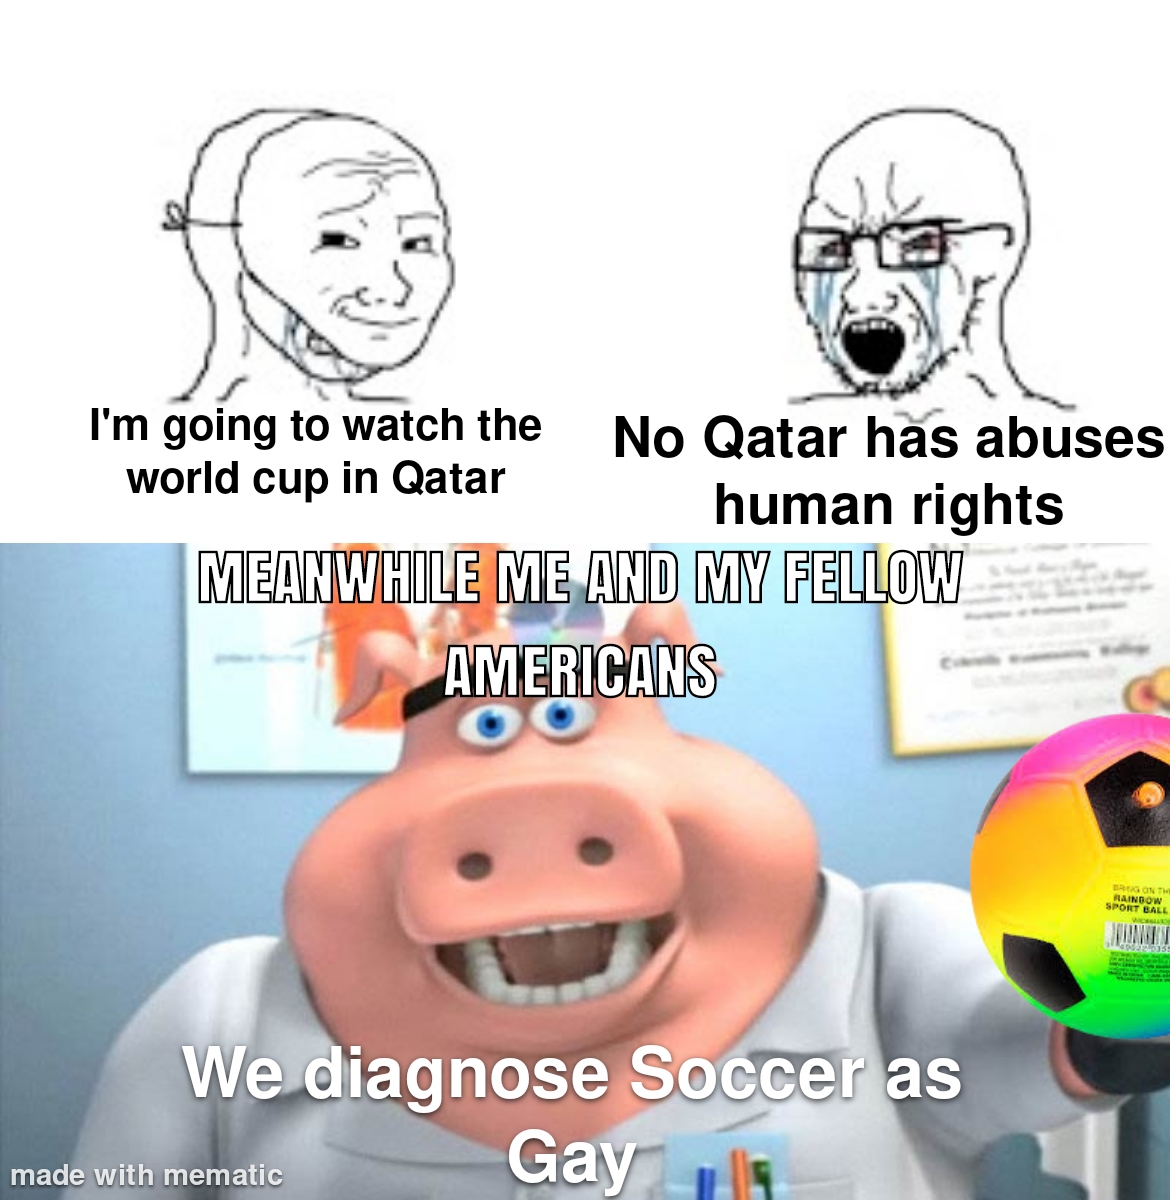 I'm going to watch the
world cup in Qatar
No Qatar has abuses
human rights
MEANWHILE ME AND MY FELLOW
AMERICANS
RAINBOW
SPORT BALL
We diagnose Soccer as
Gay
made with mematic